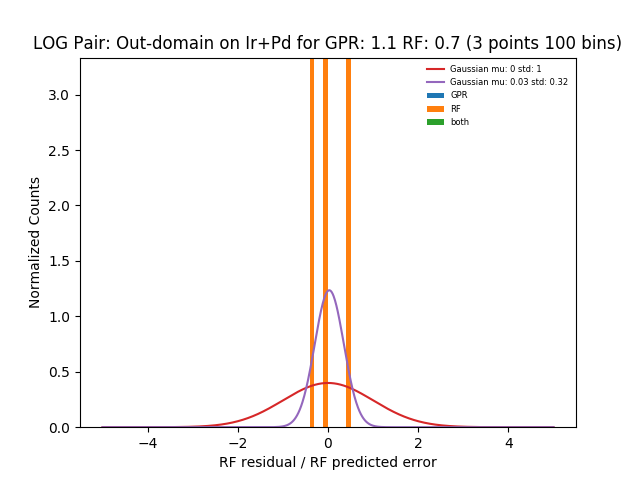 LOG Pair: Out-domain on Ir+Pd for GPR: 1.1 RF: 0.7 (3 points 100 bins)
Gaussian mu: 0 std: 1
Gaussian mu: 0.03 std: 0.32
GPR
RF
both
Normalized Counts
3.0
2.5
2.0
1.5
1.0
0.5
0.0
−4 −2 0 2 4
RF residual / RF predicted error